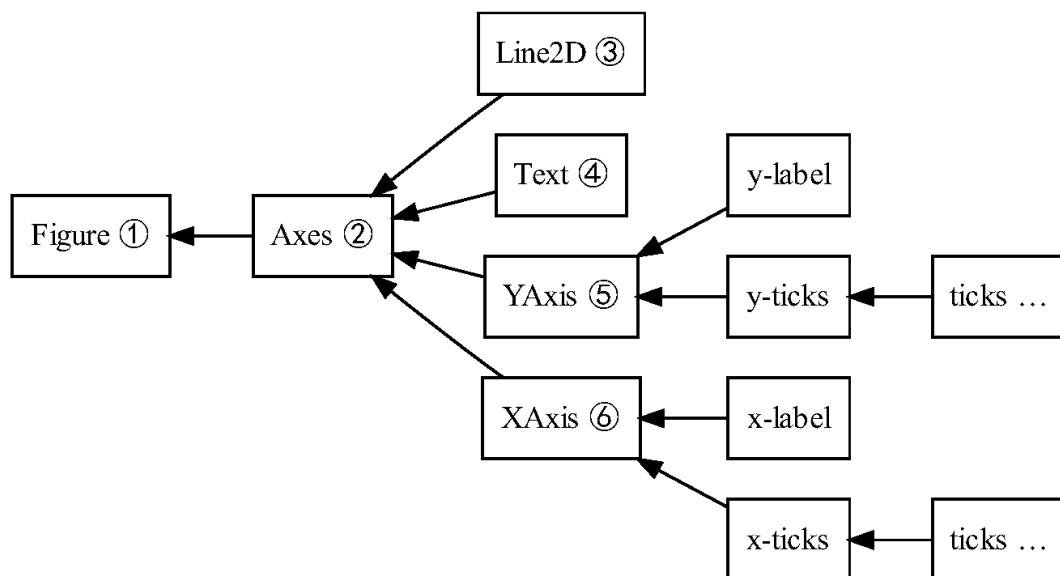 Line2D ③
Text ④
y-label
Figure ①
Axes ②
YAxis ⑤
y-ticks
ticks …
XAxis ⑥
x-label
x-ticks
ticks …